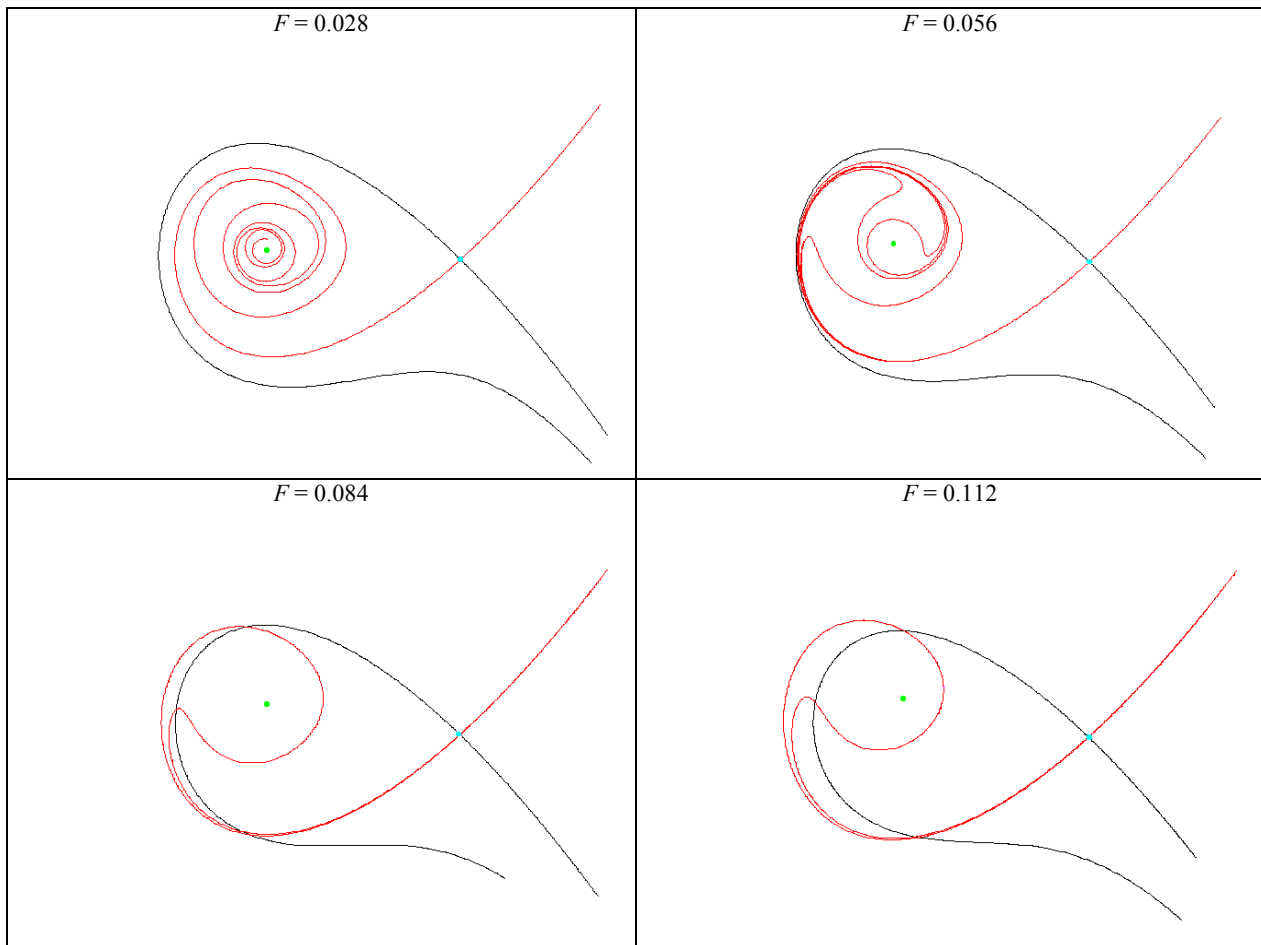 F = 0.028
F = 0.056
F = 0.084
F = 0.112